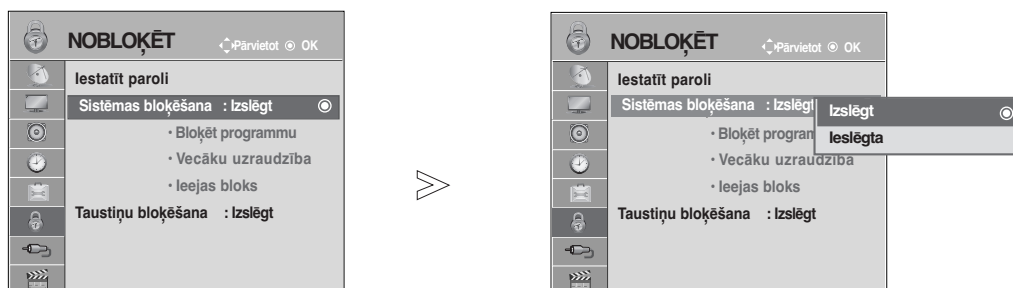 NOBLOĶĒT Pārvietot OK
Iestatīt paroli
Sistēmas bloķēšana : Izslēgt
• Bloķēt programmu
• Vecāku uzraudzība
• Ieejas bloks
Taustiņu bloķēšana : Izslēgt
NOBLOĶĒT Pārvietot OK
Iestatīt paroli
Sistēmas bloķēšana : Izslēgt
Izslēgt
• Bloķēt program
Ieslēgta
• Vecāku uzraudzība
• Ieejas bloks
Taustiņu bloķēšana : Izslēgt